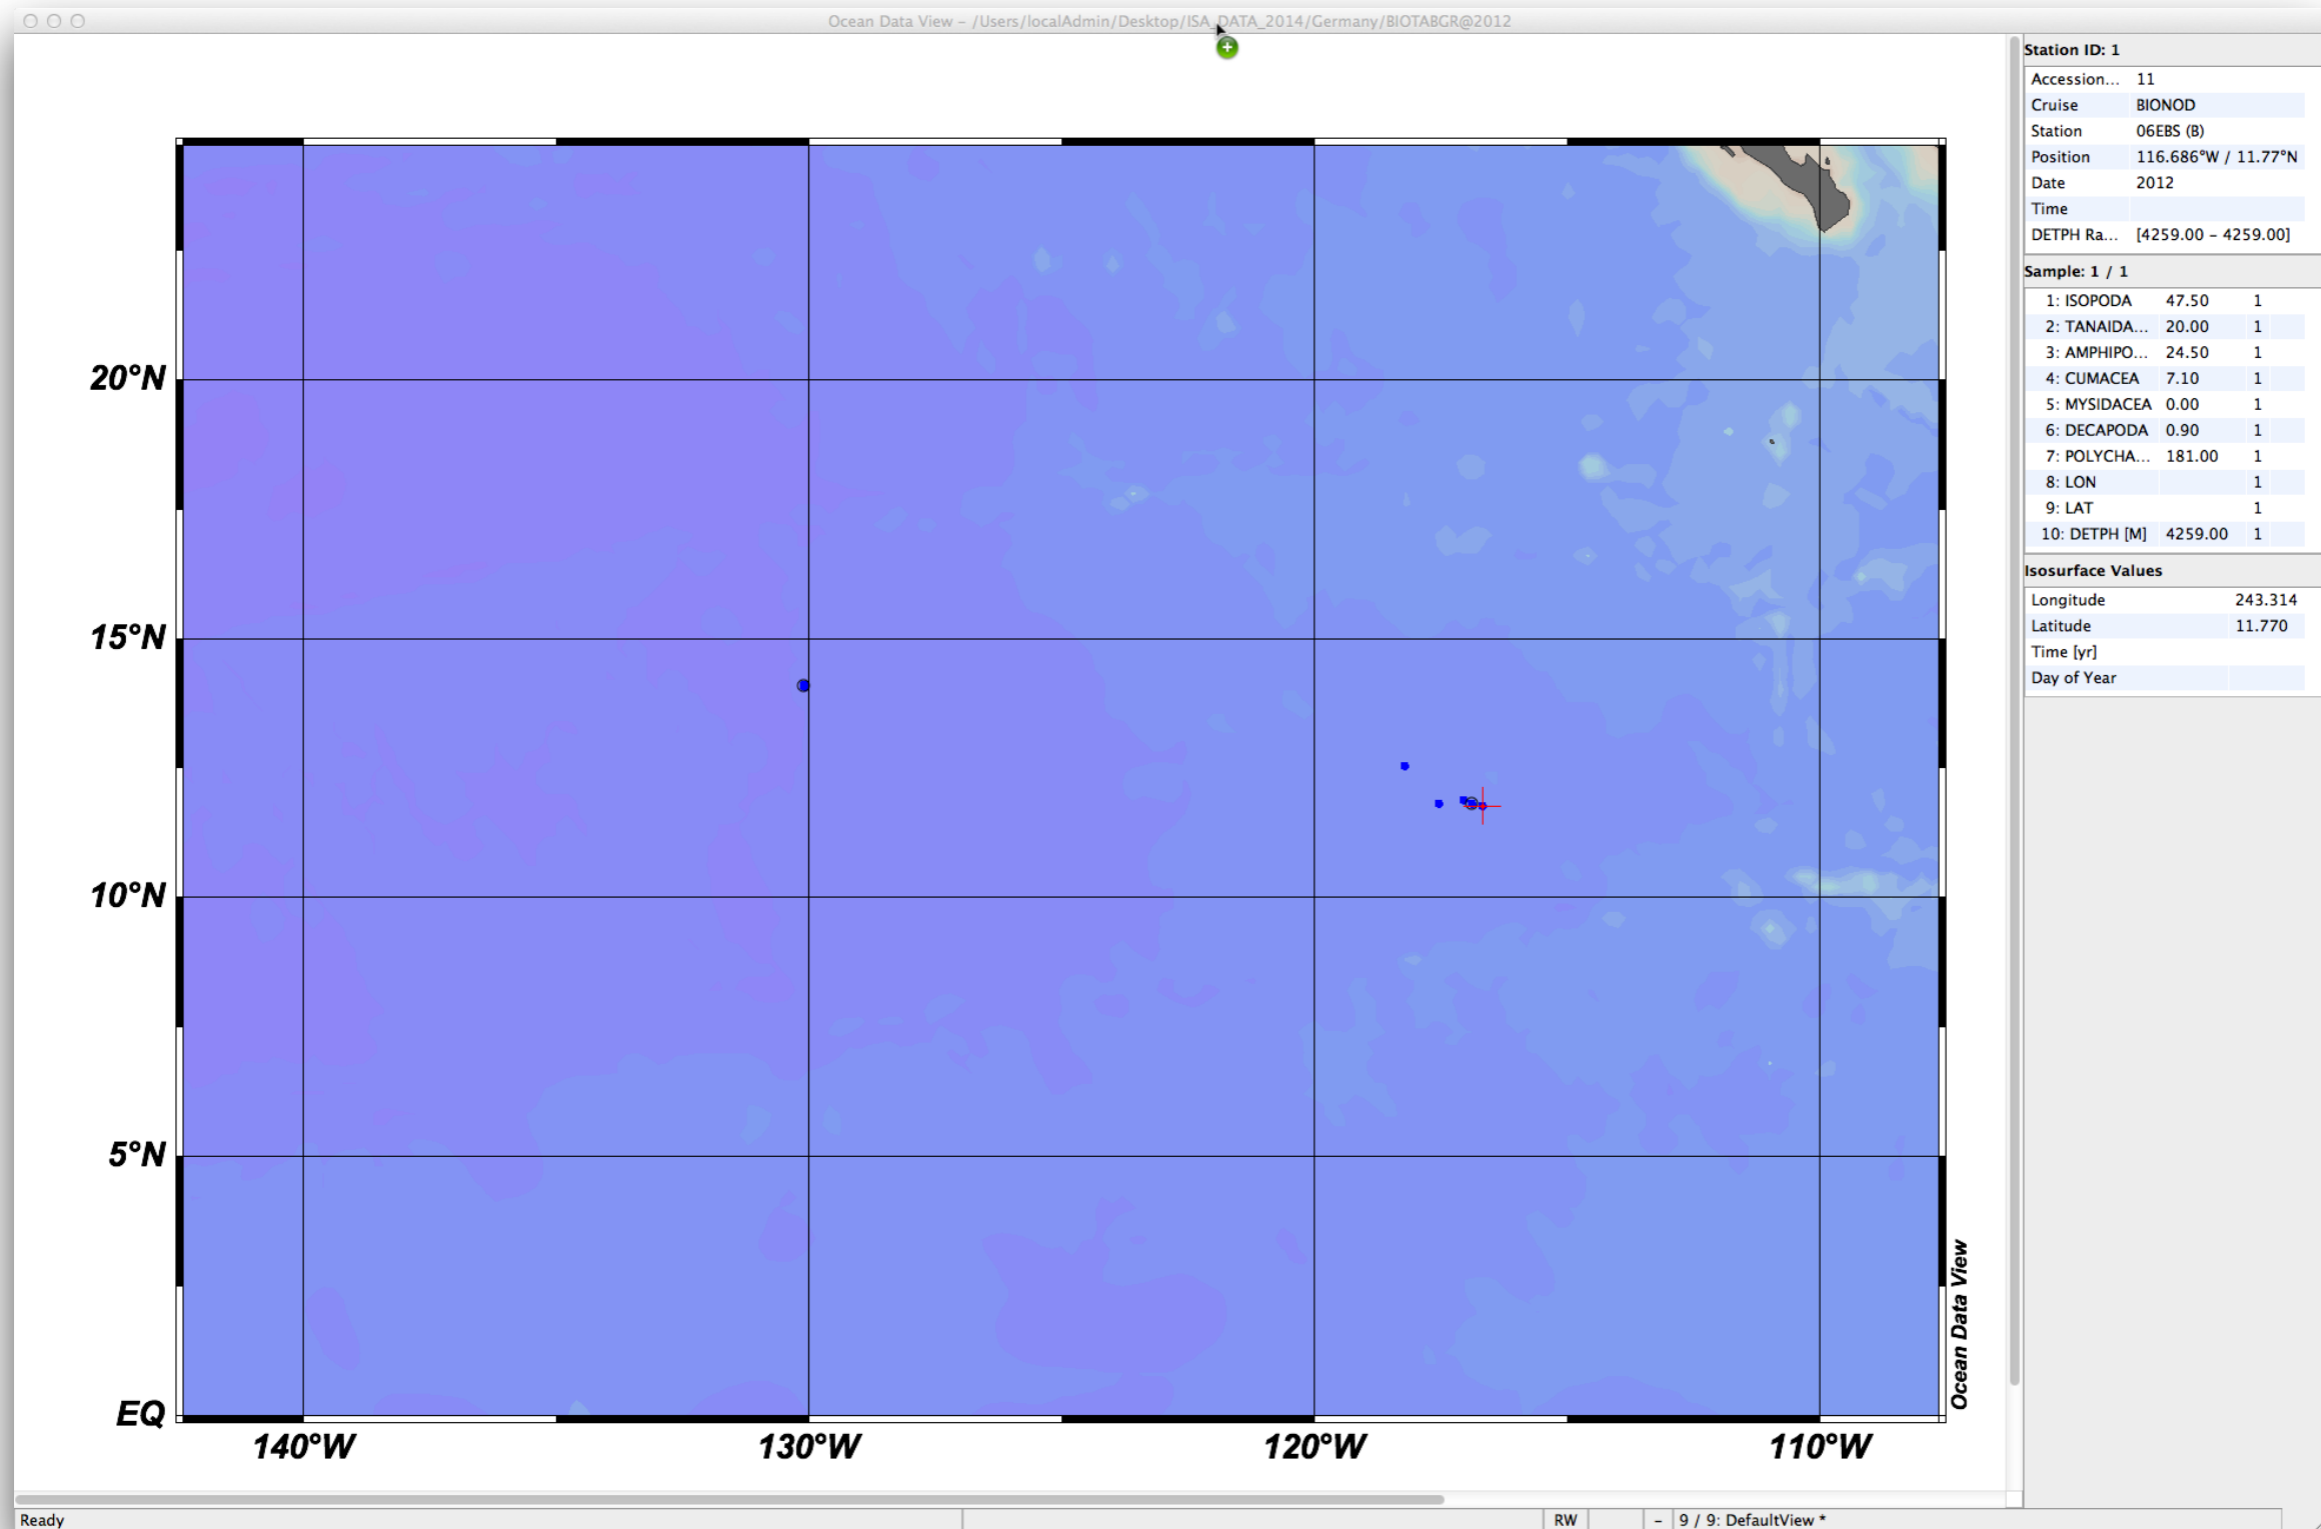 Ocean Data View – /Users/localAdmin/Desktop/ISA_DATA_2014/Germany/BIOTABGR@2012
20°N
15°N
10°N
5°N
EQ
140°W 130°W 120°W 110°W
Ocean Data View
Station ID: 1
Accession... 11
Cruise BIONOD
Station 06EBS (B)
Position 116.686°W / 11.77°N
Date 2012
Time
DETPH Ra... [4259.00 – 4259.00]
Sample: 1 / 1
1: ISOPODA 47.50 1
2: TANAIDA... 20.00 1
3: AMPHIPO... 24.50 1
4: CUMACEA 7.10 1
5: MYSIDACEA 0.00 1
6: DECAPODA 0.90 1
7: POLYCHA... 181.00 1
8: LON 1
9: LAT 1
10: DETPH [M] 4259.00 1
Isosurface Values
Longitude 243.314
Latitude 11.770
Time [yr]
Day of Year
Ready RW – 9 / 9: DefaultView *